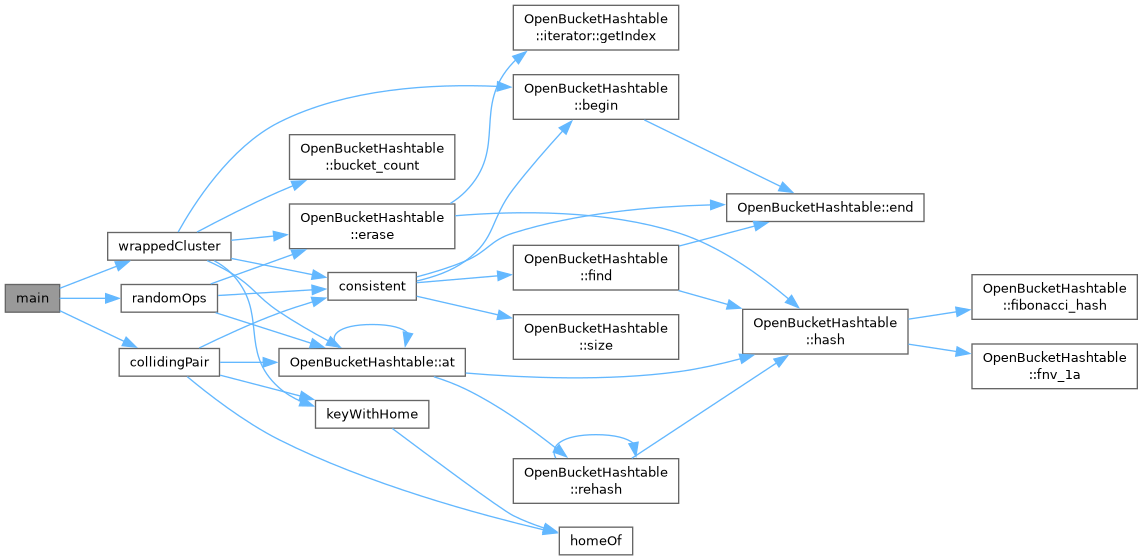 OpenBucketHashtable
::iterator::getIndex
OpenBucketHashtable
::begin
OpenBucketHashtable
::bucket_count
OpenBucketHashtable
::erase
OpenBucketHashtable::end
wrappedCluster
OpenBucketHashtable
::find
consistent
main
randomOps
OpenBucketHashtable
::fibonacci_hash
OpenBucketHashtable
::size
OpenBucketHashtable
::hash
collidingPair
OpenBucketHashtable::at
OpenBucketHashtable
::fnv_1a
keyWithHome
OpenBucketHashtable
::rehash
homeOf